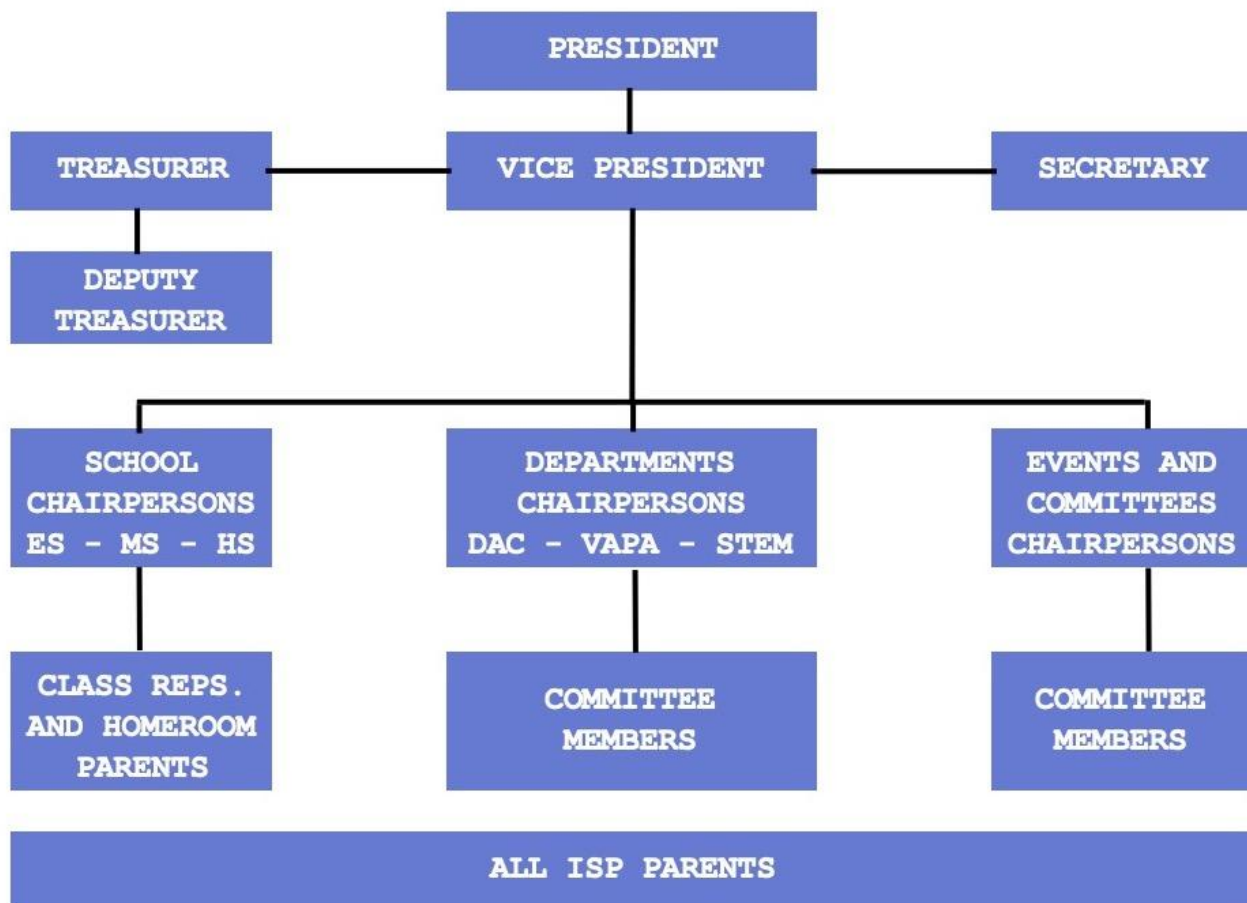 PRESIDENT
TREASURER
VICE PRESIDENT
SECRETARY
DEPUTY
TREASURER
SCHOOL
CHAIRPERSONS
ES - MS - HS
DEPARTMENTS
CHAIRPERSONS
DAC - VAPA - STEM
EVENTS AND
COMMITTEES
CHAIRPERSONS
CLASS REPS.
AND HOMEROOM
PARENTS
COMMITTEE
MEMBERS
COMMITTEE
MEMBERS
ALL ISP PARENTS